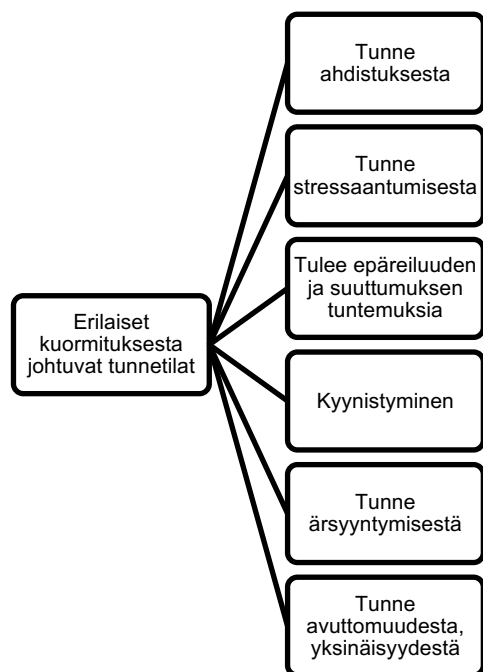 Tunne
ahdistuksesta
Tunne
stressaantumisesta
Tulee epäreiluuden
ja suuttumuksen
tuntemuksia
Erilaiset
kuormituksesta
johtuvat tunnetilat
Kyynistyminen
Tunne
ärsyyntymisestä
Tunne
avuttomuudesta,
yksinäisyydestä